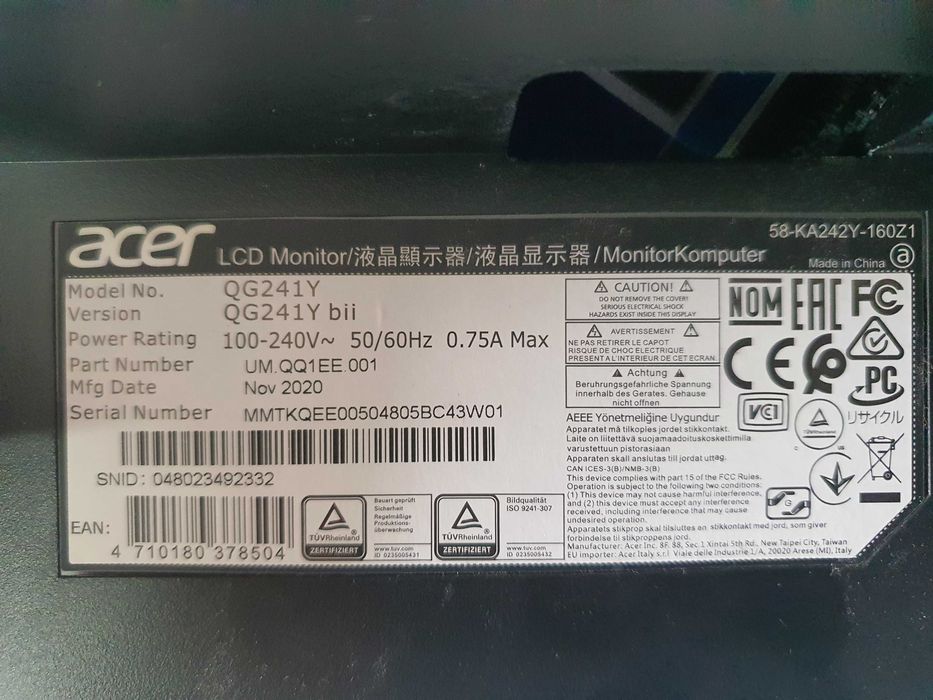 acer LCD Monitor/液晶顯示器/液晶显示器/MonitorKomputer
58-KA242Y-160Z1
Made in China a
Model No. QG241Y
Version QG241Y bii
Power Rating 100-240V~ 50/60Hz 0.75A Max
Part Number UM.QQ1EE.001
Mfg Date Nov 2020
Serial Number MMTKQEE00504805BC43W01
SNID : 048023492332
EAN:
4 710180 378504
TÜVRheinland
ZERTIFIZIERT
Bauart geprüft
Sicherheit
Regelmäßige
Produktions-
überwachung
www.tuv.com
ID 0235005431
TÜVRheinland
ZERTIFIZIERT
Bildqualität
ISO 9241-307
www.tuv.com
ID 0235005432
CAUTION!
DO NOT REMOVE THE COVER!
SERIOUS ELECTRICAL SHOCK
HAZARDS EXIST INSIDE THIS DISPLAY
AVERTISSEMENT
NE PAS RETIRER LE CAPOT
RISQUE DE CHOC ELECTRIQUE
PRESENT A L'INTERIEUR DE CET ECRAN
Achtung
Beruhrungsgefahrliche Spannung
innerhalb des Gerates. Gehause
nicht offnen
AEEE Yönetmeliğine Uygundur
Apparatet må tilkoples jordet stikkontakt.
Laite on liitettävä suojamaadoituskoskettimilla
varustettuun pistorasiaan
Apparaten skall anslutas till jordat uttag.
CAN ICES-3(B)/NMB-3(B)
This device complies with part 15 of the FCC Rules.
Operation is subject to the following two conditions:
(1) This device may not cause harmful interference,
and (2) this device must accept any interference
received, including interference that may cause
undesired operation.
Apparatets stikprop skal tilsluttes en stikkontakt med jord, som giver
forbindelse til stikproppens jord.
Manufacturer: Acer Inc. 8F. 88, Sec.1 Xintai 5th Rd., New Taipei City, Taiwan
EU importer: Acer Italy s.r.l Viale delle Industrie 1/A, 20020 Arese (MI), Italy
NOM EAC FC
CE
PC
VCI
TÜVRheinland
リサイクル
G